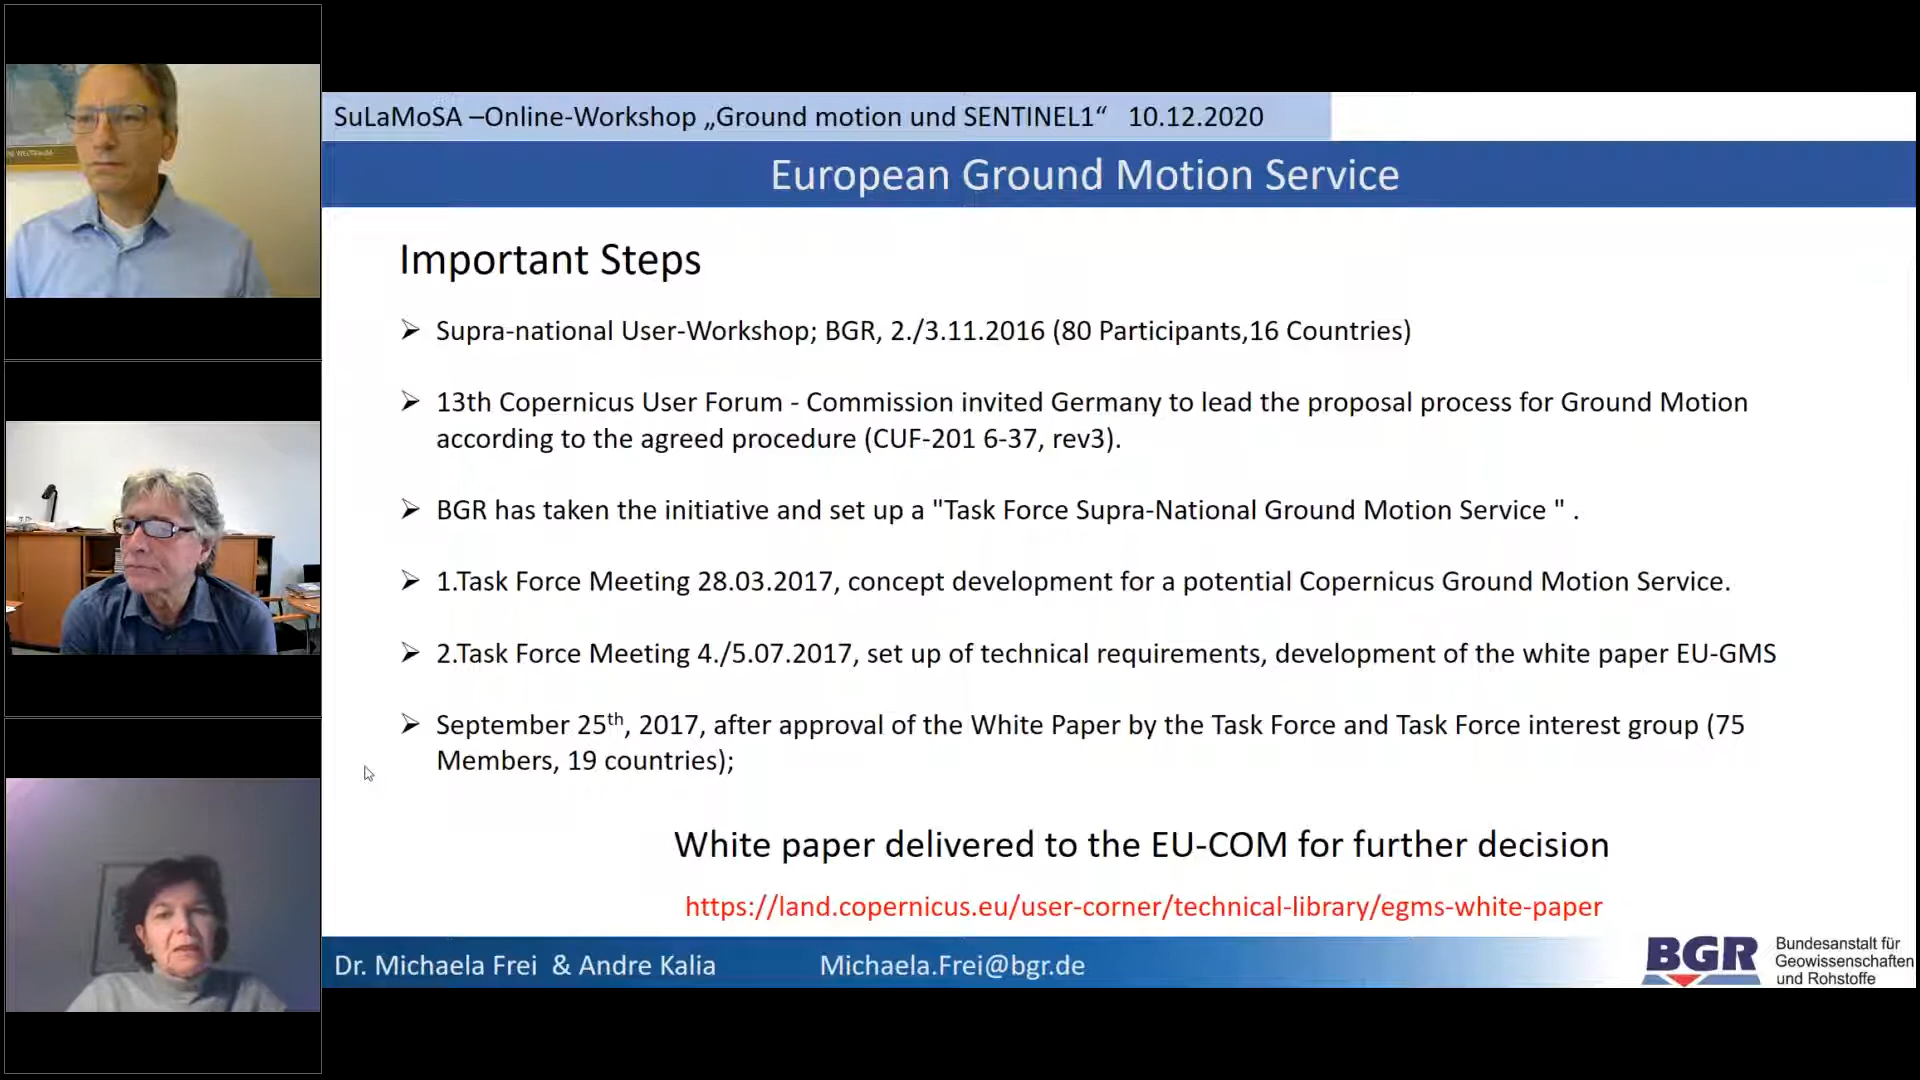 SuLaMoSA –Online-Workshop „Ground motion und SENTINEL1“ 10.12.2020
European Ground Motion Service
Important Steps
➢ Supra-national User-Workshop; BGR, 2./3.11.2016 (80 Participants,16 Countries)
➢ 13th Copernicus User Forum - Commission invited Germany to lead the proposal process for Ground Motion
according to the agreed procedure (CUF-201 6-37, rev3).
➢ BGR has taken the initiative and set up a "Task Force Supra-National Ground Motion Service " .
➢ 1.Task Force Meeting 28.03.2017, concept development for a potential Copernicus Ground Motion Service.
➢ 2.Task Force Meeting 4./5.07.2017, set up of technical requirements, development of the white paper EU-GMS
➢ September 25th, 2017, after approval of the White Paper by the Task Force and Task Force interest group (75
Members, 19 countries);
White paper delivered to the EU-COM for further decision
https://land.copernicus.eu/user-corner/technical-library/egms-white-paper
Dr. Michaela Frei & Andre Kalia Michaela.Frei@bgr.de
BGR
Bundesanstalt für
Geowissenschaften
und Rohstoffe